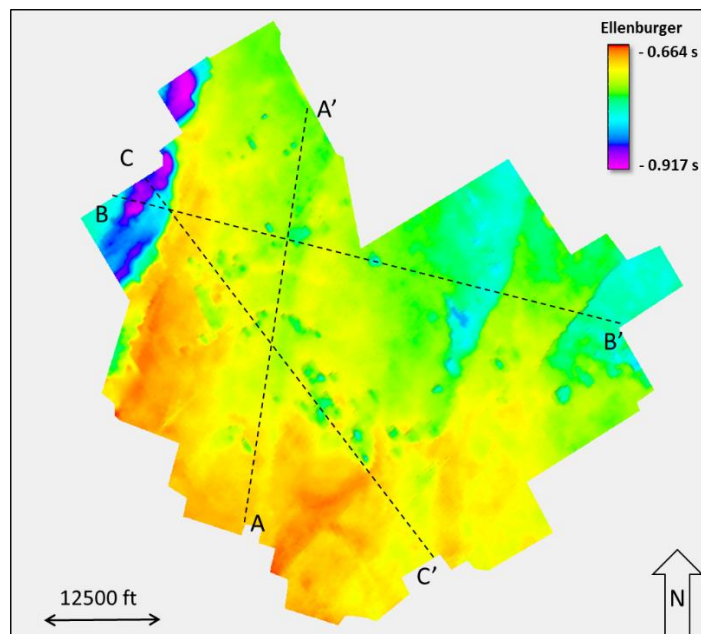 Ellenburger
- 0.664 s
- 0.917 s
A’
C
B
B’
A
C’
12500 ft
N